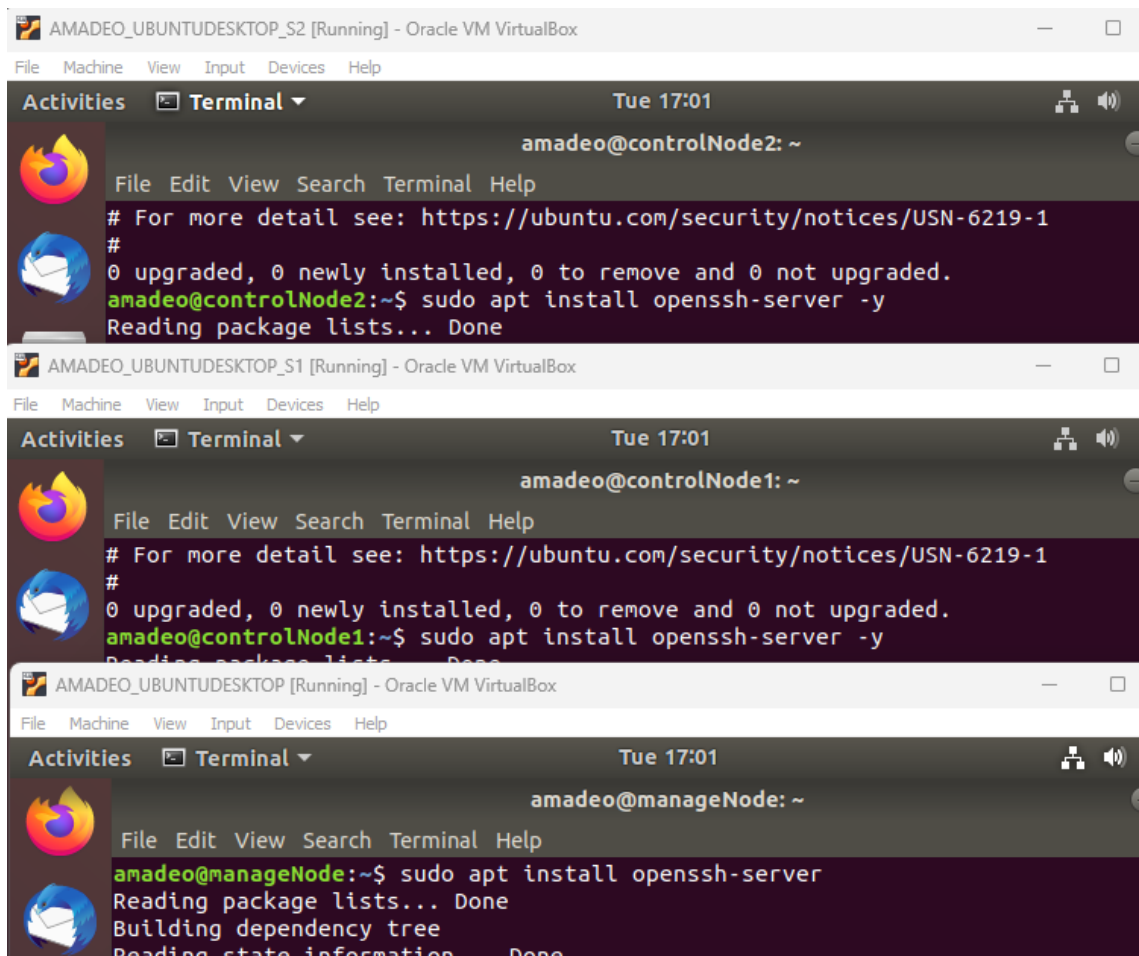 AMADEO_UBUNTUDESKTOP_S2 [Running] - Oracle VM VirtualBox
File Machine View Input Devices Help
Activities Terminal Tue 17:01
amadeo@controlNode2: ~
File Edit View Search Terminal Help
# For more detail see: https://ubuntu.com/security/notices/USN-6219-1
#
0 upgraded, 0 newly installed, 0 to remove and 0 not upgraded.
amadeo@controlNode2:~$ sudo apt install openssh-server -y
Reading package lists... Done
AMADEO_UBUNTUDESKTOP_S1 [Running] - Oracle VM VirtualBox
File Machine View Input Devices Help
Activities Terminal Tue 17:01
amadeo@controlNode1: ~
File Edit View Search Terminal Help
# For more detail see: https://ubuntu.com/security/notices/USN-6219-1
#
0 upgraded, 0 newly installed, 0 to remove and 0 not upgraded.
amadeo@controlNode1:~$ sudo apt install openssh-server -y
Reading package lists... Done
AMADEO_UBUNTUDESKTOP [Running] - Oracle VM VirtualBox
File Machine View Input Devices Help
Activities Terminal Tue 17:01
amadeo@manageNode: ~
File Edit View Search Terminal Help
amadeo@manageNode:~$ sudo apt install openssh-server
Reading package lists... Done
Building dependency tree
Reading state information... Done